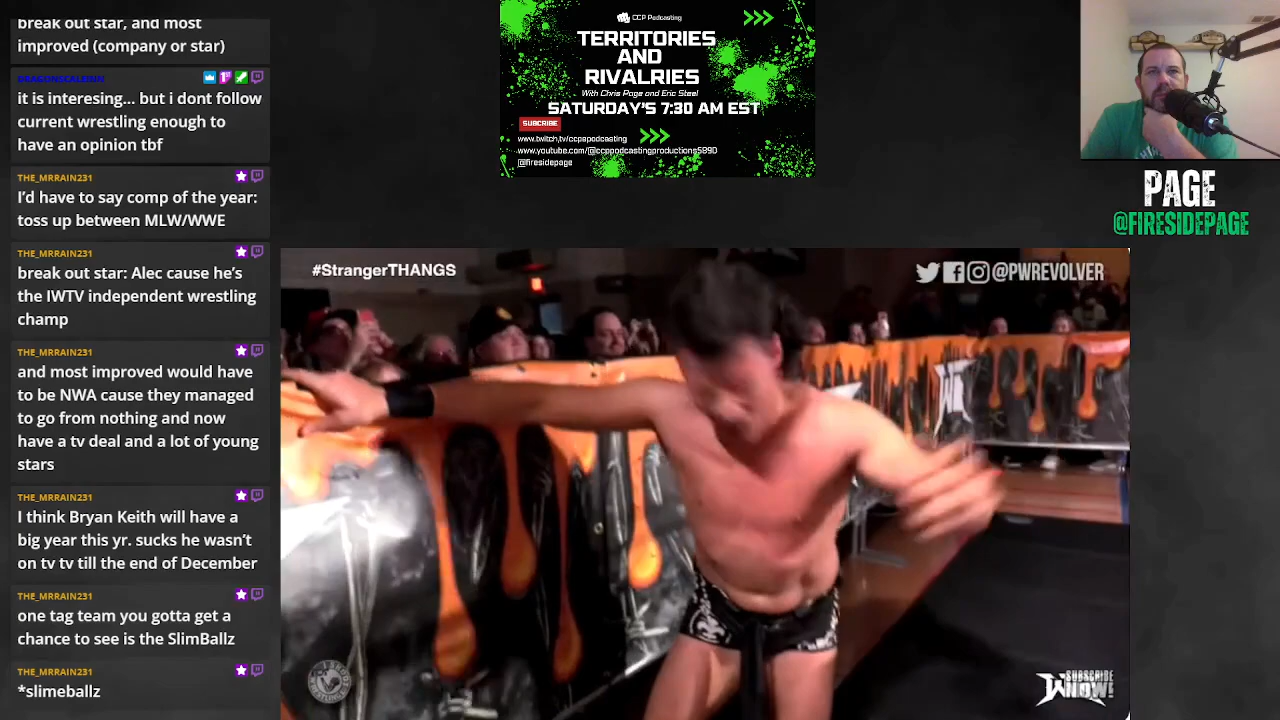 break out star, and most
improved (company or star)
it is interesing... but i dont follow
current wrestling enough to
have an opinion tbf
THE_MRRAIN231
I'd have to say comp of the year:
toss up between MLW/WWE
THE_MRRAIN231
break out star: Alec cause he's
the IWTV independent wrestling
champ
THE_MRRAIN231
and most improved would have
to be NWA cause they managed
to go from nothing and now
have a tv deal and a lot of young
stars
THE_MRRAIN231
I think Bryan Keith will have a
big year this yr. sucks he wasn't
on tv tv till the end of December
THE_MRRAIN231
one tag team you gotta get a
chance to see is the SlimBallz
THE_MRRAIN231
*slimeballz
CCP Podcasting
TERRITORIES
AND
RIVALRIES
With Chris Page and Eric Steel
SATURDAY'S 7:30 AM EST
SUBCRIBE
www.twitch.tv/ccpspodcasting
www.youtube.com/@ccppodcastingproductions5890
@firesidepage
PAGE
@FIRESIDEPAGE
#StrangerTHANGS
@PWREVOLVER
SUBSCRIBE
NOW!